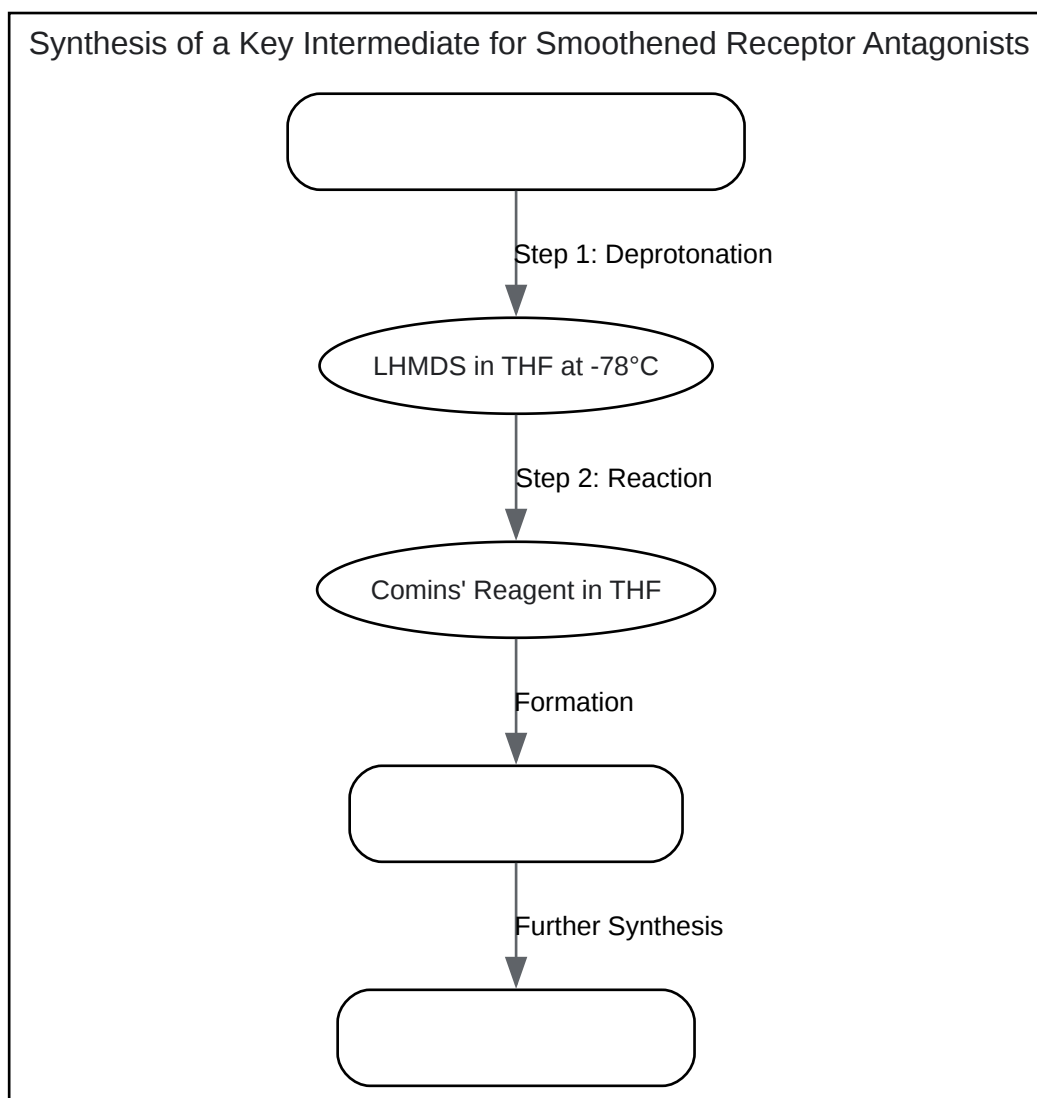 Synthesis of a Key Intermediate for Smoothened Receptor Antagonists
Step 1: Deprotonation
LHMDS in THF at -78°C
Step 2: Reaction
Comins' Reagent in THF
Formation
Further Synthesis